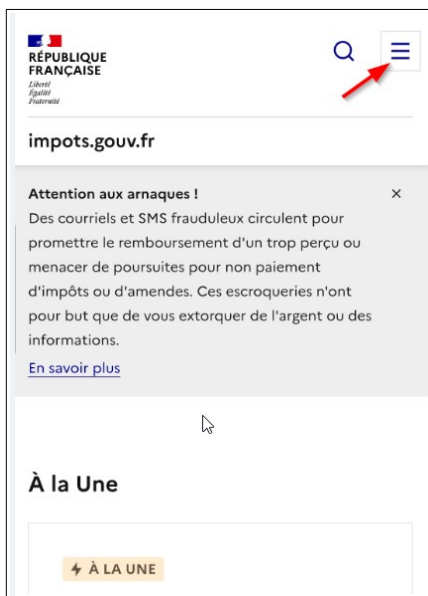 RÉPUBLIQUE
FRANÇAISE
Liberté
Égalité
Fraternité
impots.gouv.fr
Attention aux arnaques !
Des courriels et SMS frauduleux circulent pour
promettre le remboursement d'un trop perçu ou
menacer de poursuites pour non paiement
d'impôts ou d'amendes. Ces escroqueries n'ont
pour but que de vous extorquer de l'argent ou des
informations.
En savoir plus
À la Une
À LA UNE